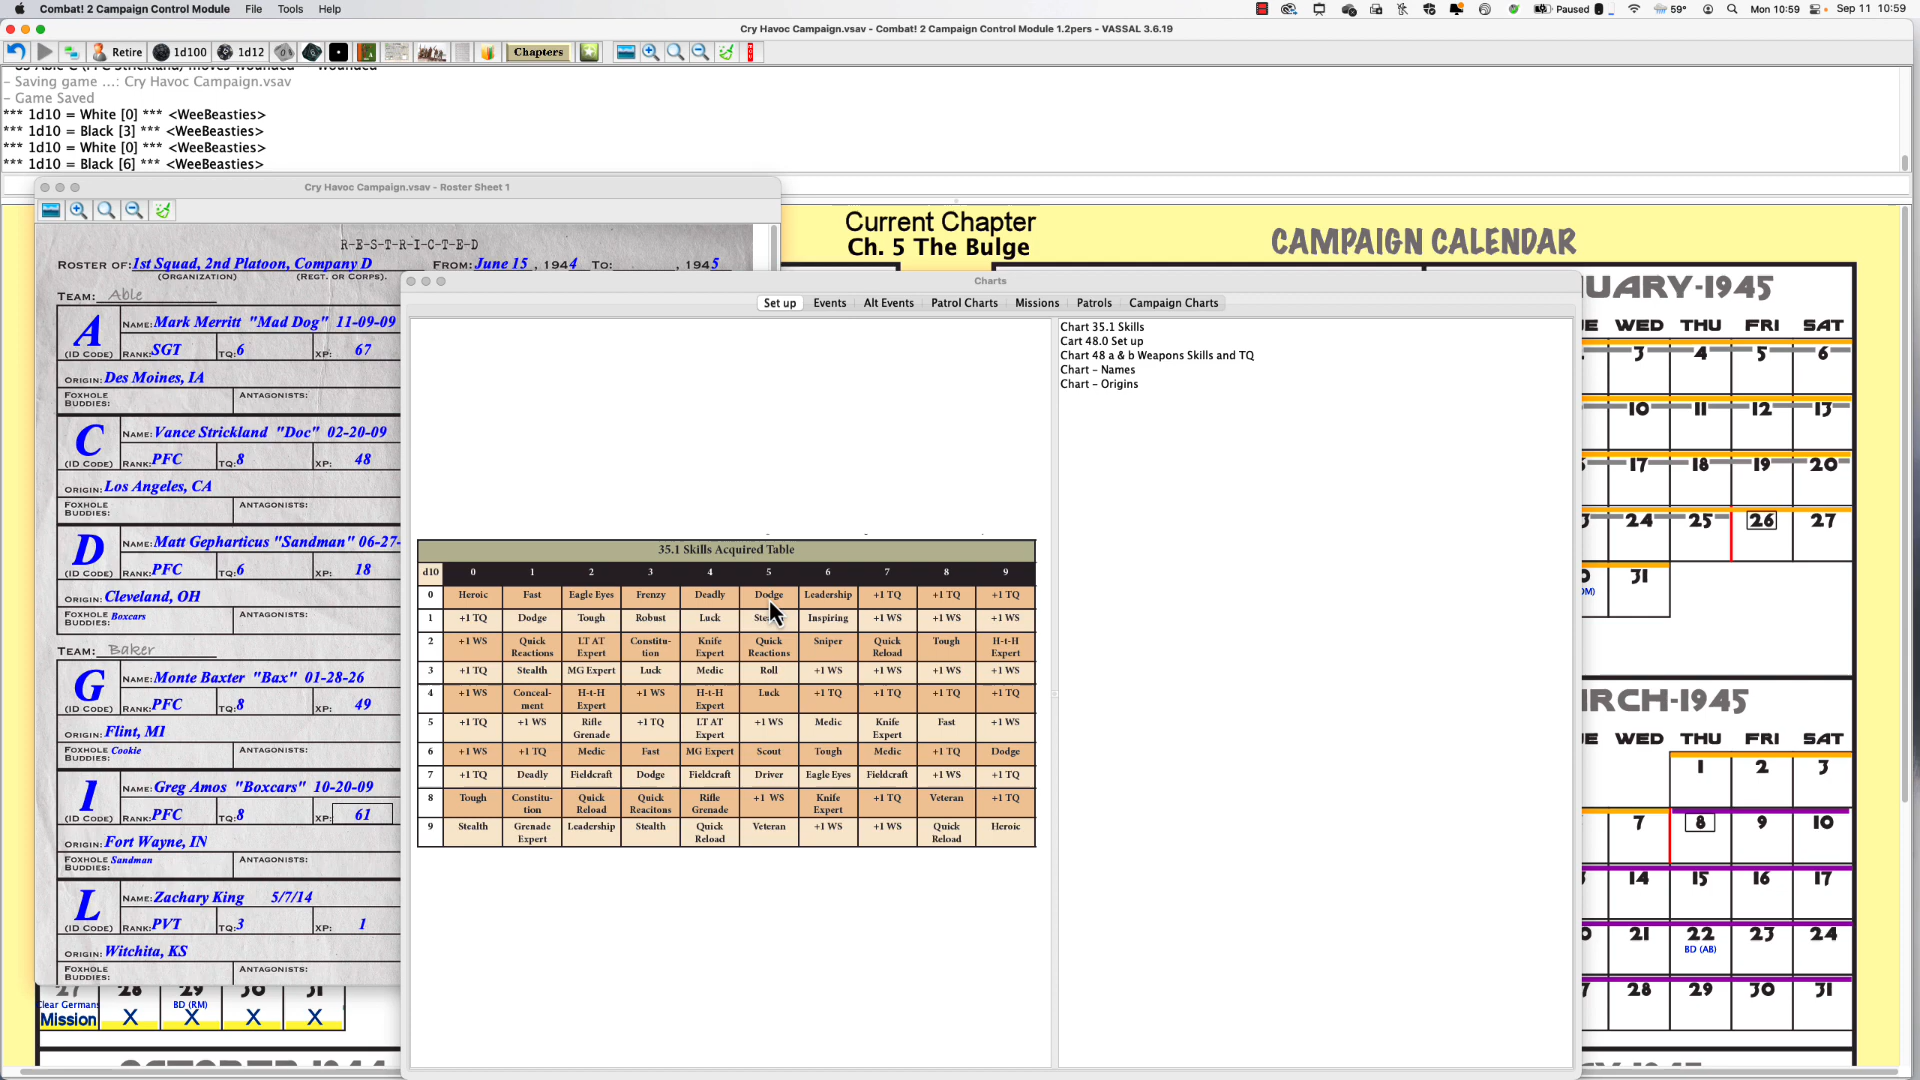 Combat! 2 Campaign Control Module File Tools Help
Paused 59° Mon 10:59 Sep 11 10:59
Cry Havoc Campaign.vsav - Combat! 2 Campaign Control Module 1.2pers - VASSAL 3.6.19
Retire 1d100 1d12 Chapters
- Saving game ...: Cry Havoc Campaign.vsav
- Game Saved
*** 1d10 = White [0] *** <WeeBeasties>
*** 1d10 = Black [3] *** <WeeBeasties>
*** 1d10 = White [0] *** <WeeBeasties>
*** 1d10 = Black [6] *** <WeeBeasties>
Cry Havoc Campaign.vsav - Roster Sheet 1
R-E-S-T-R-I-C-T-E-D
Roster of: 1st Squad, 2nd Platoon, Company D From: June 15 , 1944 To: , 1945
(Organization) (Regt. or Corps).
Team: Able
A Name: Mark Merritt "Mad Dog" 11-09-09
(ID Code) Rank: SGT TQ: 6 XP: 67
Origin: Des Moines, IA
Foxhole Buddies: Antagonists:
C Name: Vance Strickland "Doc" 02-20-09
(ID Code) Rank: PFC TQ: 8 XP: 48
Origin: Los Angeles, CA
Foxhole Buddies: Antagonists:
D Name: Matt Gepharticus "Sandman" 06-27-
(ID Code) Rank: PFC TQ: 6 XP: 18
Origin: Cleveland, OH
Foxhole Buddies: Boxcars Antagonists:
Team: Baker
G Name: Monte Baxter "Bax" 01-28-26
(ID Code) Rank: PFC TQ: 8 XP: 49
Origin: Flint, MI
Foxhole Buddies: Cookie Antagonists:
I Name: Greg Amos "Boxcars" 10-20-09
(ID Code) Rank: PFC TQ: 8 XP: 61
Origin: Fort Wayne, IN
Foxhole Buddies: Sandman Antagonists:
L Name: Zachary King 5/7/14
(ID Code) Rank: PVT TQ: 3 XP: 1
Origin: Witchita, KS
Foxhole Buddies: Antagonists:
28 29 30 31
Clear Germans BD (RM)
Mission X X X X
Current Chapter
Ch. 5 The Bulge
CAMPAIGN CALENDAR
Charts
Set up Events Alt Events Patrol Charts Missions Patrols Campaign Charts
Chart 35.1 Skills
Cart 48.0 Set up
Chart 48 a & b Weapons Skills and TQ
Chart - Names
Chart - Origins
35.1 Skills Acquired Table
d10 0 1 2 3 4 5 6 7 8 9
0 Heroic Fast Eagle Eyes Frenzy Deadly Dodge Leadership +1 TQ +1 TQ +1 TQ
1 +1 TQ Dodge Tough Robust Luck Inspiring +1 WS +1 WS +1 WS
2 +1 WS Quick Reactions LT AT Expert Constitu-tion Knife Expert Quick Reactions Sniper Quick Reload Tough H-t-H Expert
3 +1 TQ Stealth MG Expert Luck Medic Roll +1 WS +1 WS +1 WS +1 WS
4 +1 WS Conceal-ment H-t-H Expert +1 WS H-t-H Expert Luck +1 TQ +1 TQ +1 TQ +1 TQ
5 +1 TQ +1 WS Rifle Grenade +1 TQ LT AT Expert +1 WS Medic Knife Expert Fast +1 WS
6 +1 WS +1 TQ Medic Fast MG Expert Scout Tough Medic +1 TQ Dodge
7 +1 TQ Deadly Fieldcraft Dodge Fieldcraft Driver Eagle Eyes Fieldcraft +1 WS +1 TQ
8 Tough Constitu-tion Quick Reload Quick Reacitons Rifle Grenade +1 WS Knife Expert +1 TQ Veteran +1 TQ
9 Stealth Grenade Expert Leadership Stealth Quick Reload Veteran +1 WS +1 WS Quick Reload Heroic
UARY-1945
WED THU FRI SAT
3 4 5 6
10 11 12 13
17 18 19 20
24 25 26 27
31
RCH-1945
WED THU FRI SAT
1 2 3
7 8 9 10
14 15 16 17
21 22 23 24
BD (AB)
28 29 30 31